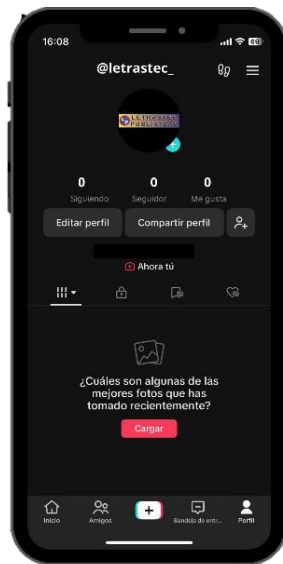 16:08
69
@letrastec_
LETRASTEC
PUBLICIDAD
0 0 0
Siguiendo Seguidor Me gusta
Editar perfil Compartir perfil
Ahora tú
¿Cuáles son algunas de las
mejores fotos que has
tomado recientemente?
Cargar
Inicio Amigos Bandeja de entr... Perfil